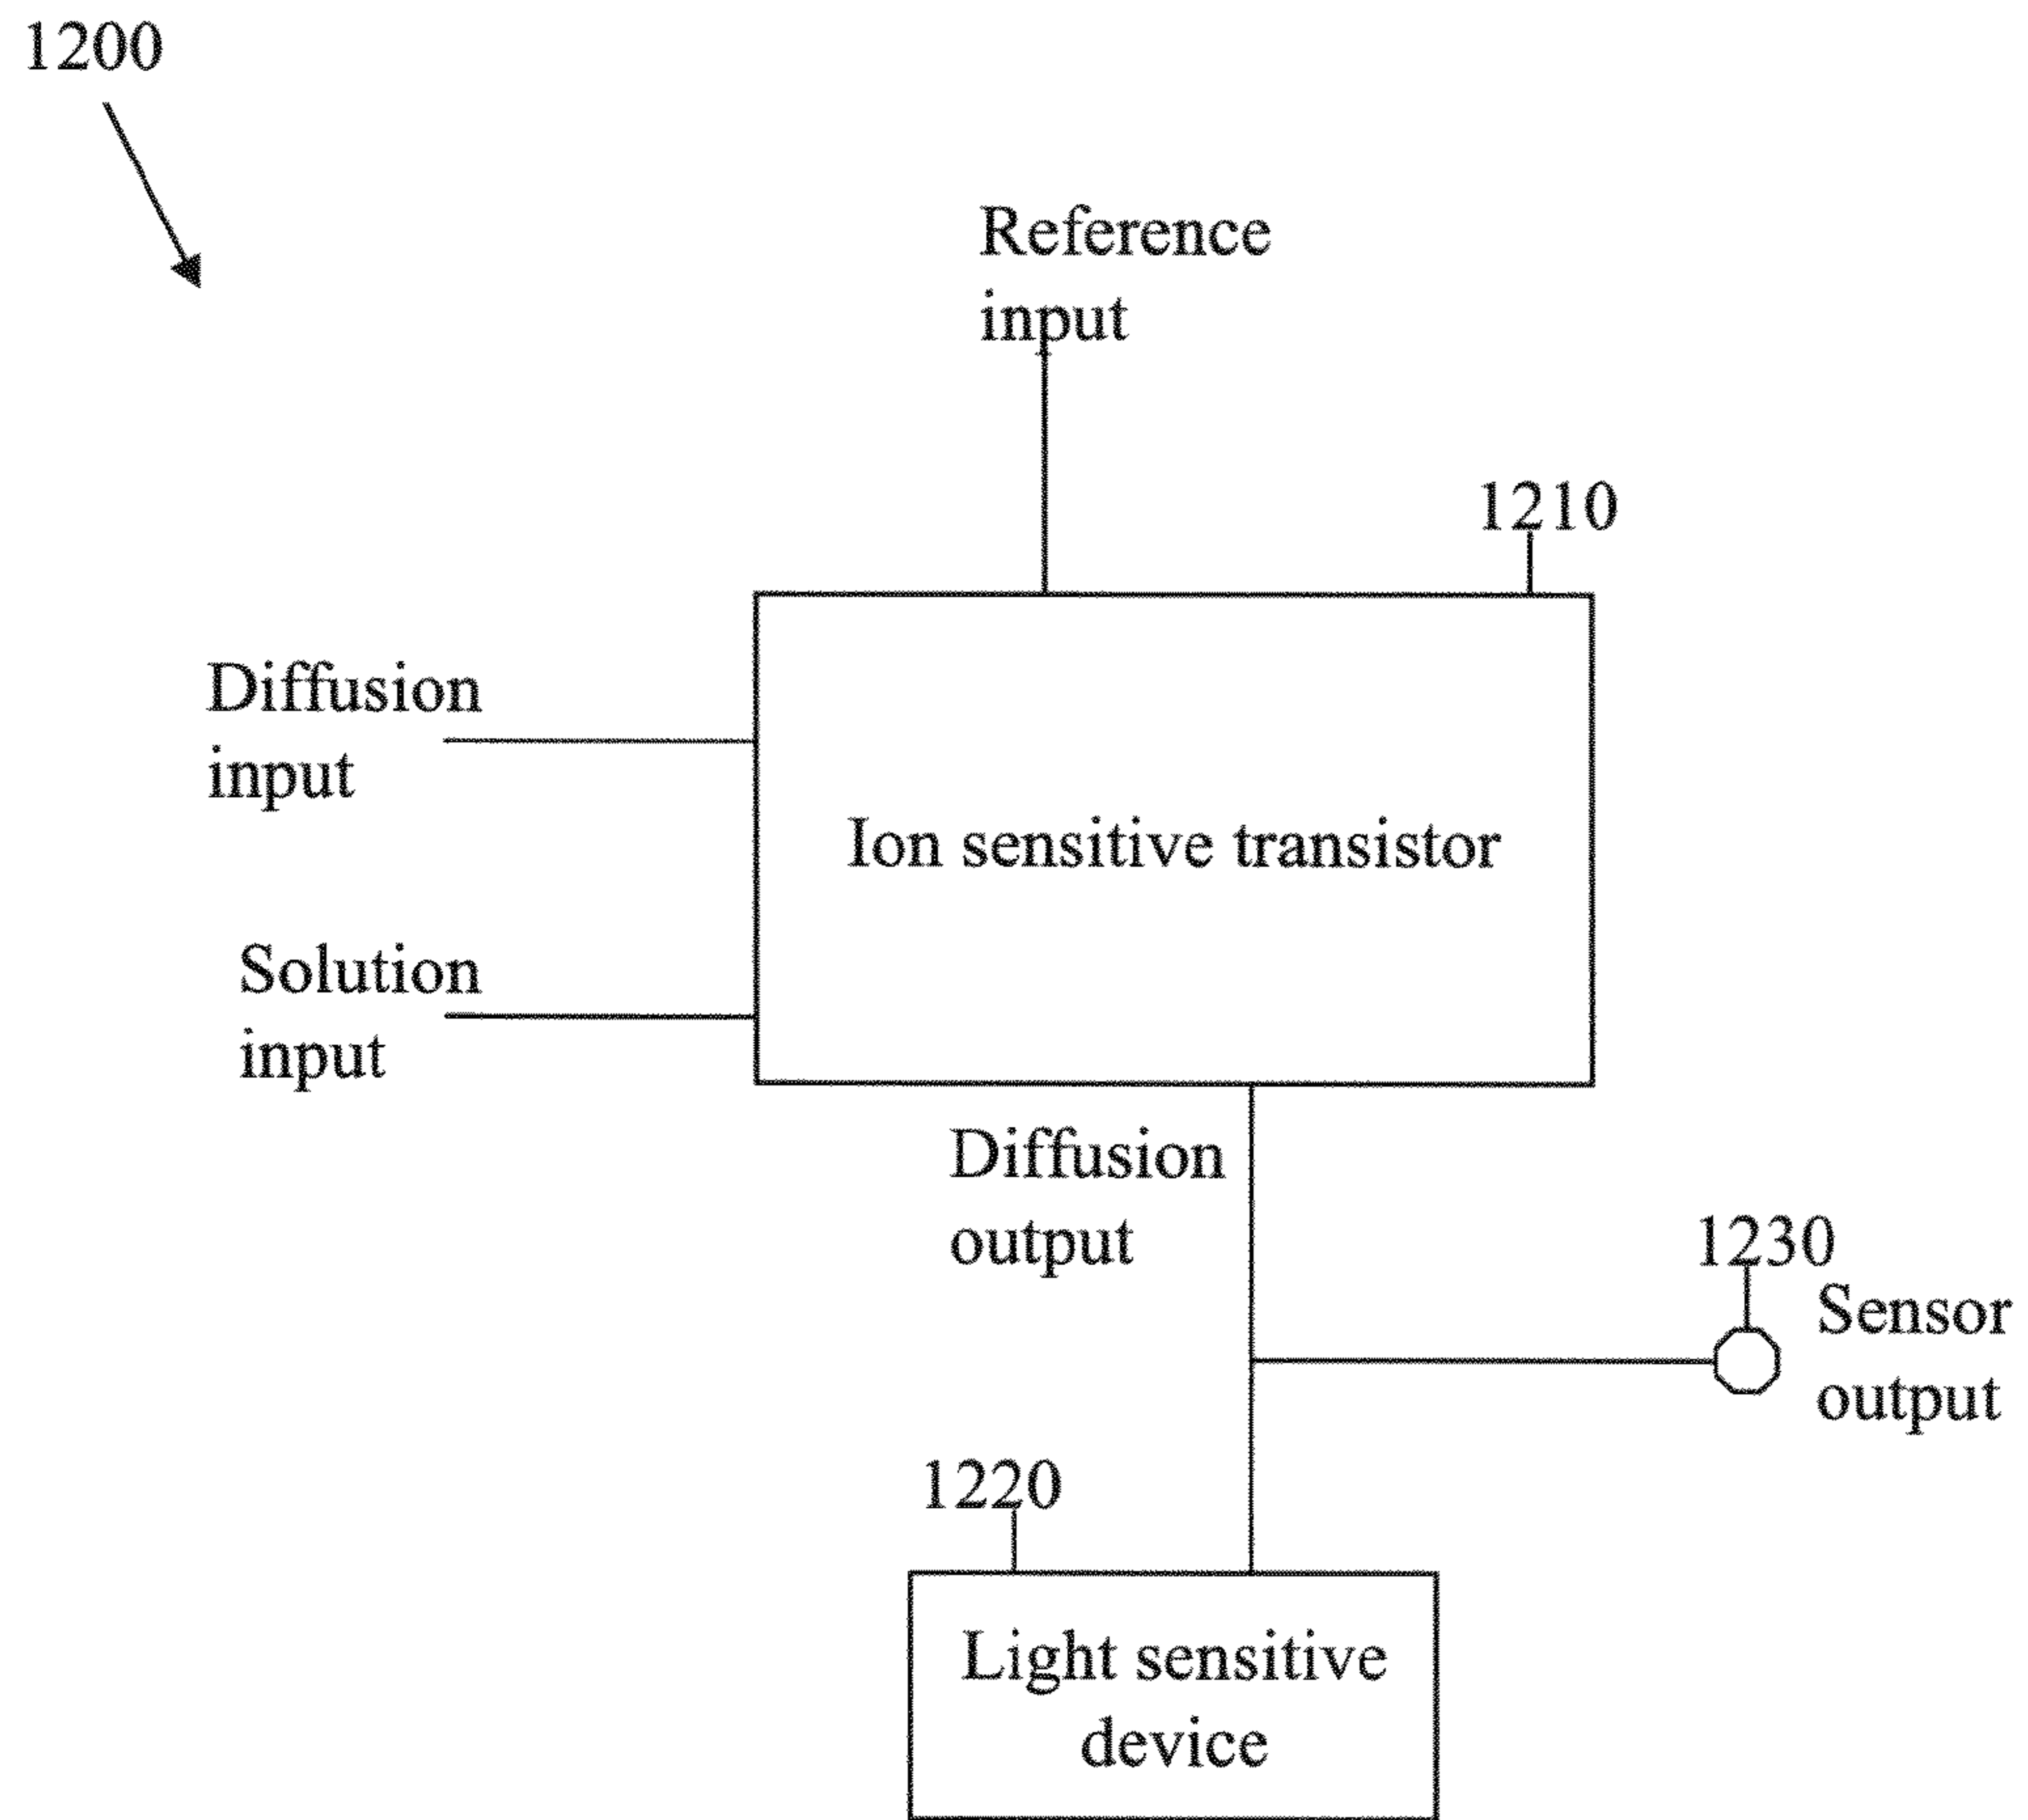 1200
Reference
input
1210
Diffusion
input
Ion sensitive transistor
Solution
input
Diffusion
output
1230
Sensor
output
1220
Light sensitive
device